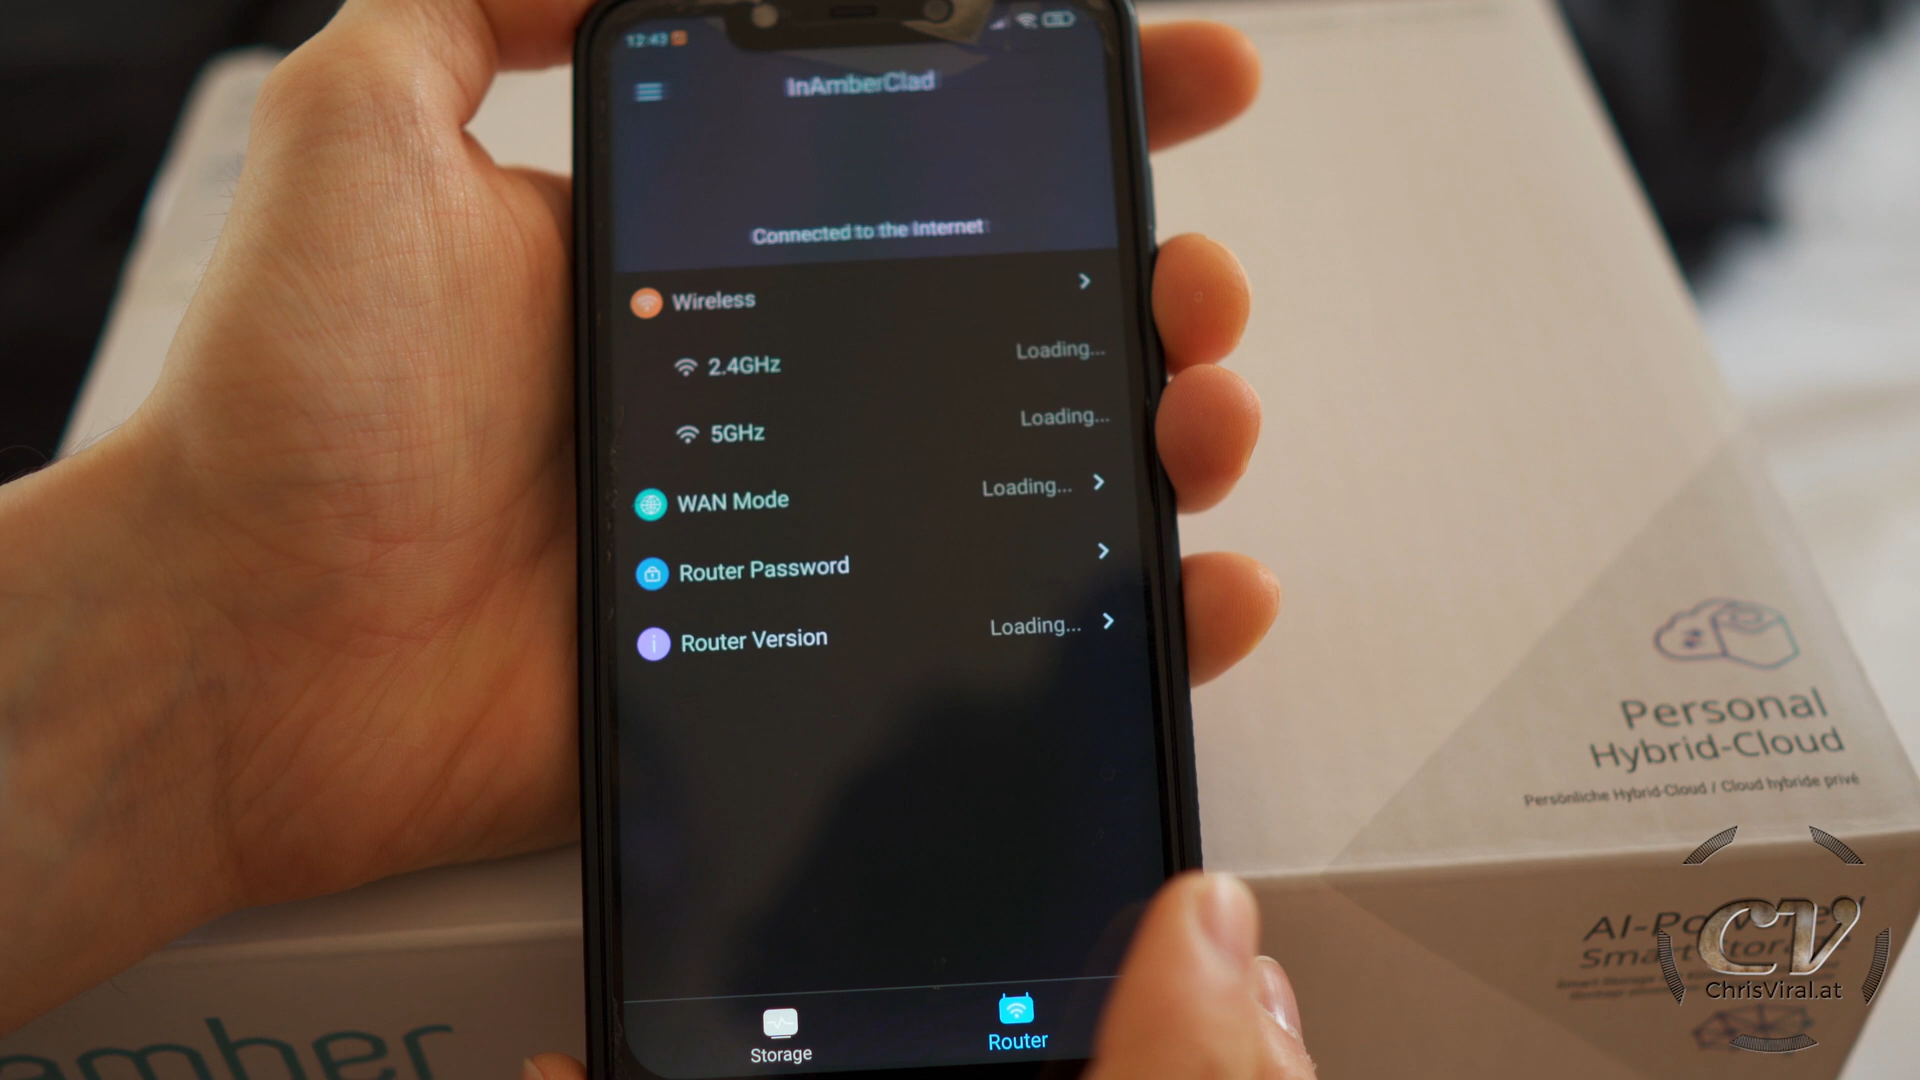 12:43
InAmberClad
Connected to the Internet
Wireless
2.4GHz Loading...
5GHz Loading...
WAN Mode Loading...
Router Password
Router Version Loading...
Storage
Router
Personal
Hybrid-Cloud
Persönliche Hybrid-Cloud / Cloud hybride privé
AI-Powered
Smart Storage
CV
ChrisViral.at
amber